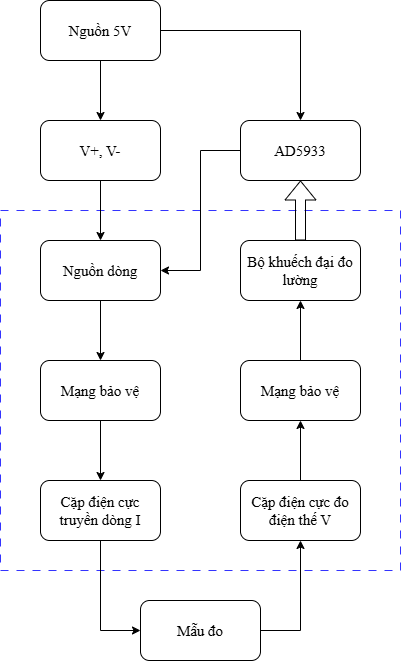 Nguồn 5V
V+, V-
AD5933
Nguồn dòng
Bộ khuếch đại đo
lường
Mạng bảo vệ
Mạng bảo vệ
Cặp điện cực
truyền dòng I
Cặp điện cực đo
điện thế V
Mẫu đo